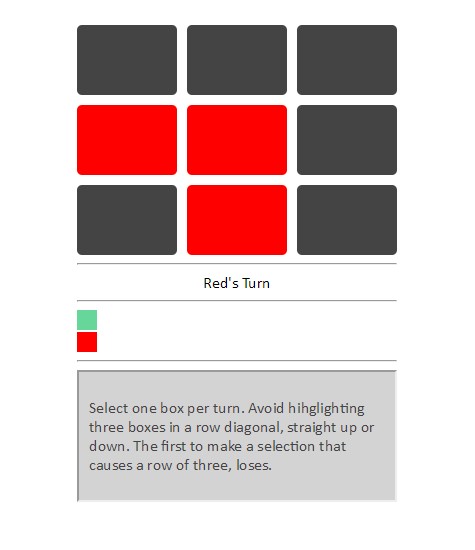 Red's Turn
Select one box per turn. Avoid hihglighting
three boxes in a row diagonal, straight up or
down. The first to make a selection that
causes a row of three, loses.